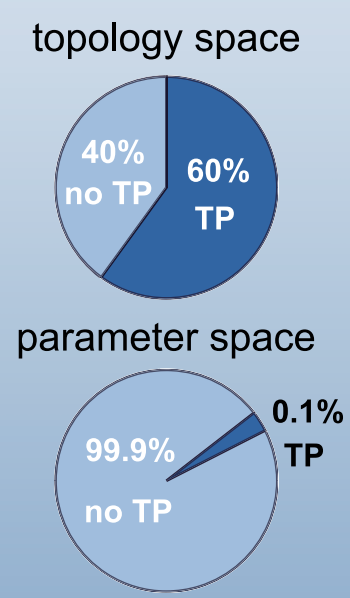 topology space
40%
no TP
60%
TP
parameter space
0.1%
TP
99.9%
no TP